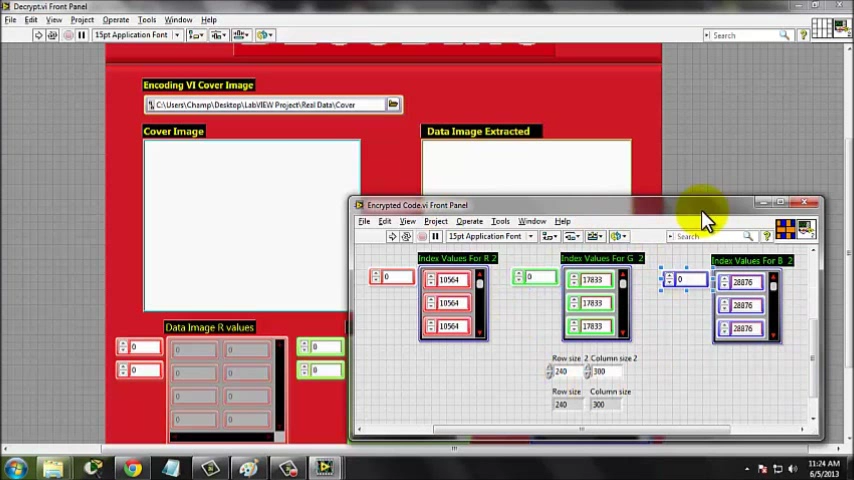 Decrypt.vi Front Panel
File Edit View Project Operate Tools Window Help
15pt Application Font
Search
DECODING
Encoding VI Cover Image
C:\Users\Champ\Desktop\LabVIEW Project\Real Data\Cover
Cover Image
Data Image Extracted
Encrypted Code.vi Front Panel
File Edit View Project Operate Tools Window Help
15pt Application Font
Search
Index Values For R 2
Index Values For G 2
Index Values For B 2
0 10564 0 17833 0 28876
10564 17833 28876
10564 17833 28876
Data Image R values
0 0 0 0
0 0 0
0 0
0 0
Row size 2 Column size 2
240 300
Row size Column size
240 300
11:24 AM
6/5/2013